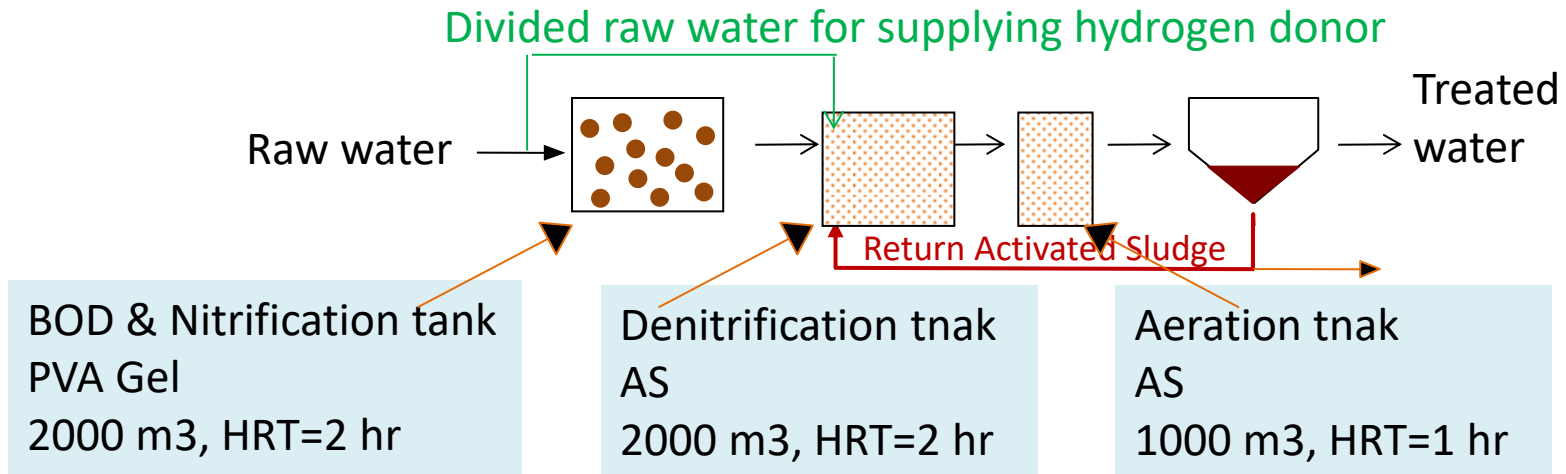 Divided raw water for supplying hydrogen donor
Raw water
Treated
water
Return Activated Sludge
BOD & Nitrification tank
PVA Gel
2000 m3, HRT=2 hr
Denitrification tnak
AS
2000 m3, HRT=2 hr
Aeration tnak
AS
1000 m3, HRT=1 hr